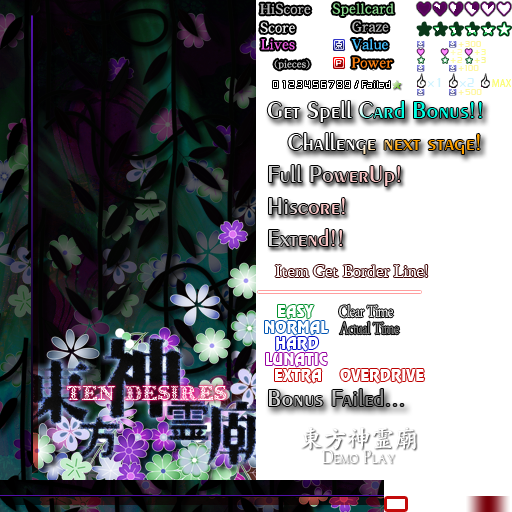 HiScore
Spellcard
Score
Graze
Lives
Value
(pieces)
P Power
0123456789/Failed
×1 ×2 MAX
Get Spell Card Bonus!!
Challenge next stage!
Full PowerUp!
Hiscore!
Extend!!
Item Get Border Line!
EASY
Clear Time
NORMAL
Actual Time
HARD
LUNATIC
EXTRA
OVERDRIVE
Bonus Failed...
東方神霊廟
TEN DESIRES
東方神霊廟
Demo Play